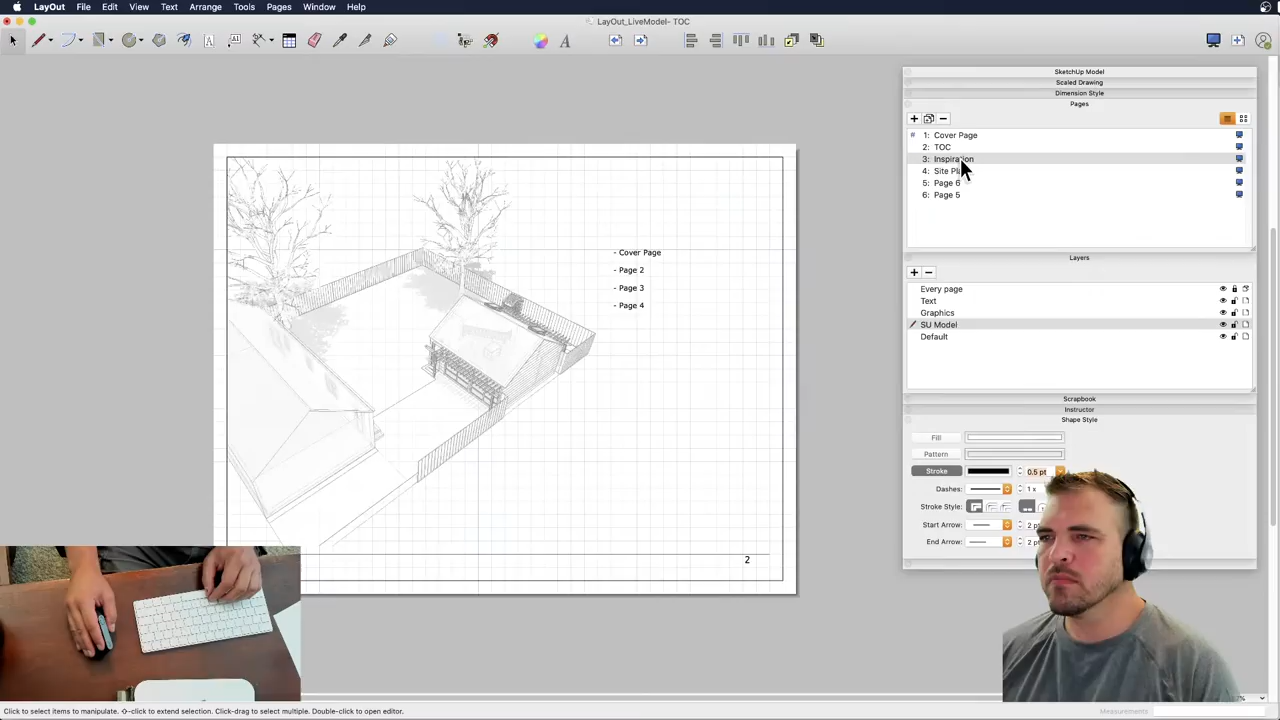 LayOut File Edit View Text Arrange Tools Pages Window Help
LayOut_LiveModel- TOC
SketchUp Model
Scaled Drawing
Dimension Style
Pages
# 1: Cover Page
2: TOC
3: Inspiration
4: Site
5: Page 6
6: Page 5
- Cover Page
- Page 2
- Page 3
- Page 4
2
Layers
Every page
Text
Graphics
SU Model
Default
Scrapbook
Instructor
Shape Style
Fill
Pattern
Stroke 0.5 pt
Dashes: 1 x
Stroke Style:
Start Arrow:
End Arrow:
Click to select items to manipulate. ⇧-click to extend selection. Click-drag to select multiple. Double-click to open editor.
Measurements